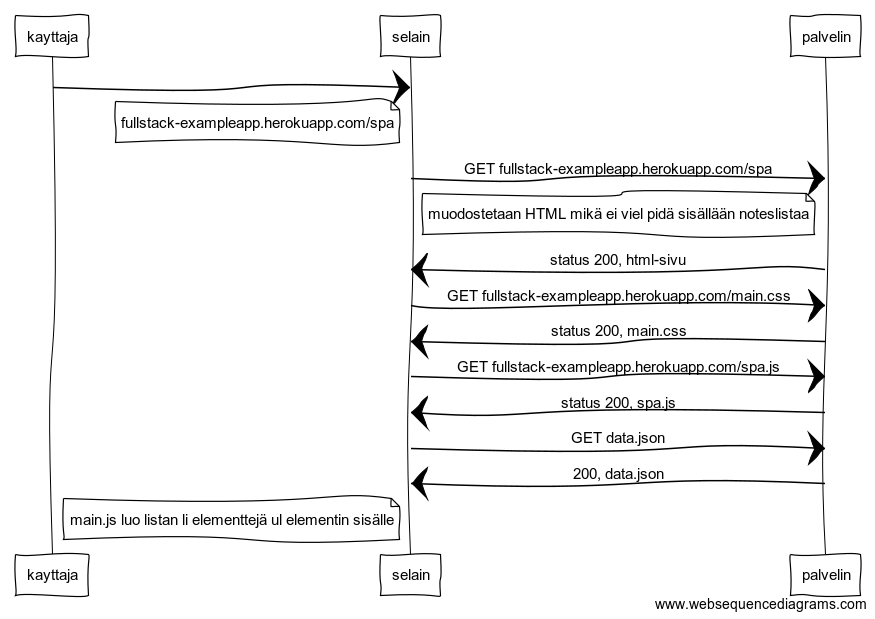 kayttaja
selain
palvelin
fullstack-exampleapp.herokuapp.com/spa
GET fullstack-exampleapp.herokuapp.com/spa
muodostetaan HTML mikä ei viel pidä sisällään noteslistaa
status 200, html-sivu
GET fullstack-exampleapp.herokuapp.com/main.css
status 200, main.css
GET fullstack-exampleapp.herokuapp.com/spa.js
status 200, spa.js
GET data.json
200, data.json
main.js luo listan li elementtejä ul elementin sisälle
kayttaja
selain
palvelin
www.websequencediagrams.com